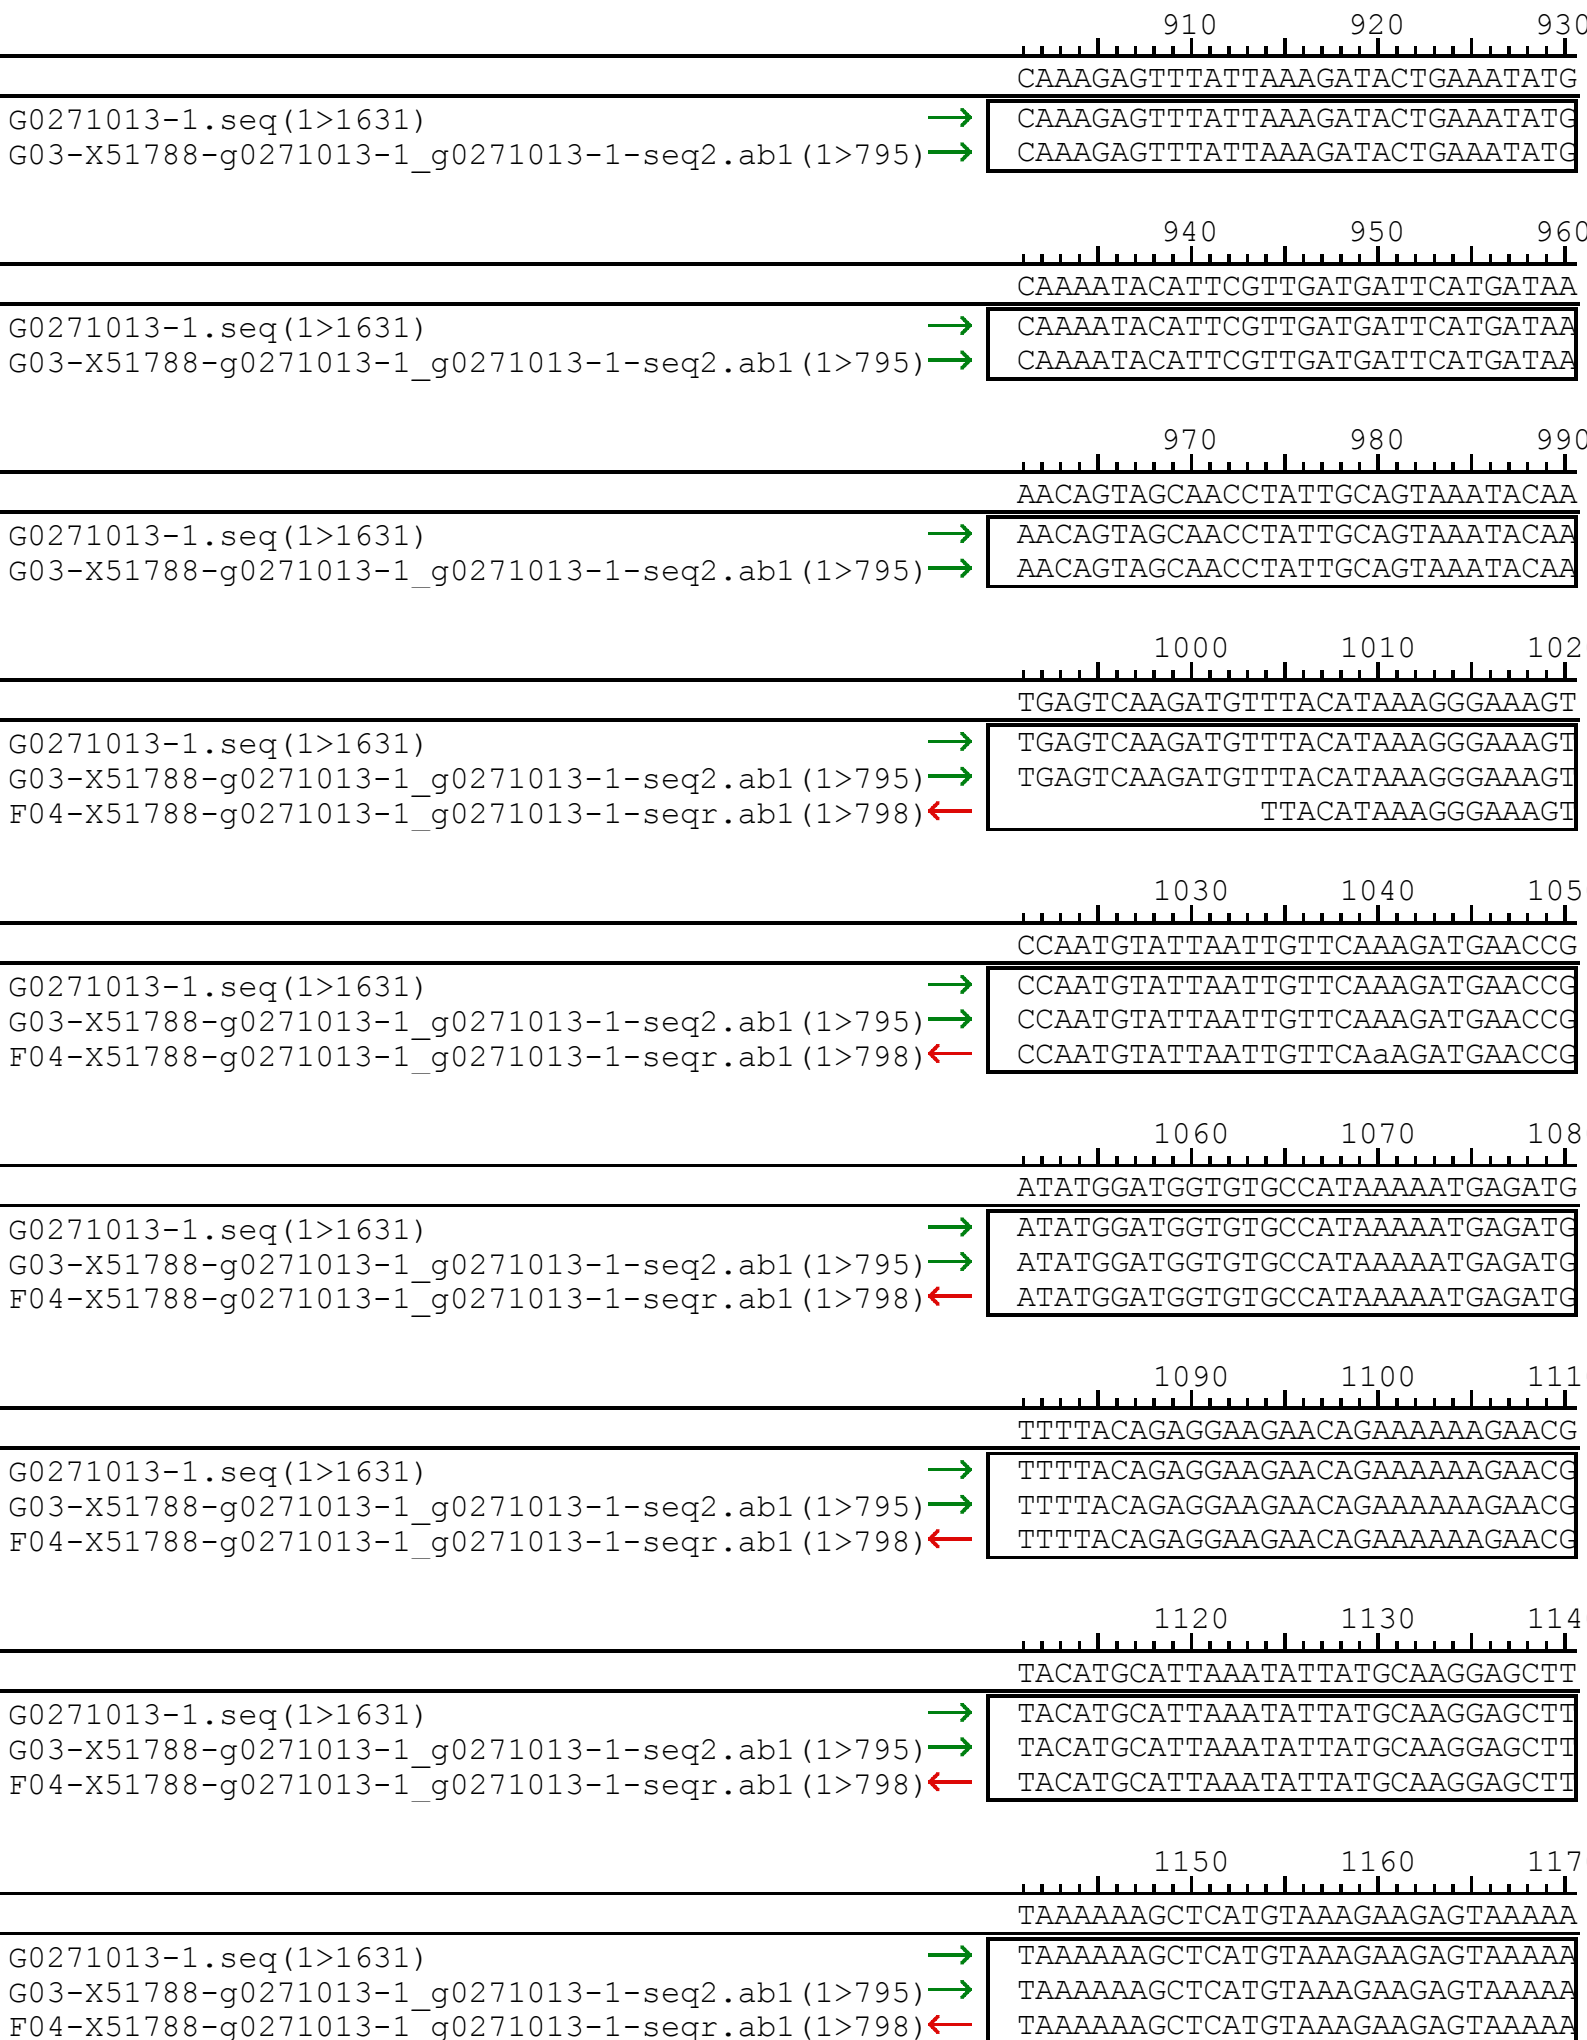 910 920 930
CAAAGAGTTTATTAAAGATACTGAAATATG
G0271013-1.seq(1>1631) → CAAAGAGTTTATTAAAGATACTGAAATATG
G03-X51788-g0271013-1_g0271013-1-seq2.ab1(1>795)→ CAAAGAGTTTATTAAAGATACTGAAATATG
940 950 960
CAAAATACATTCGTTGATGATTCATGATAA
G0271013-1.seq(1>1631) → CAAAATACATTCGTTGATGATTCATGATAA
G03-X51788-g0271013-1_g0271013-1-seq2.ab1(1>795)→ CAAAATACATTCGTTGATGATTCATGATAA
970 980 990
AACAGTAGCAACCTATTGCAGTAAATACAA
G0271013-1.seq(1>1631) → AACAGTAGCAACCTATTGCAGTAAATACAA
G03-X51788-g0271013-1_g0271013-1-seq2.ab1(1>795)→ AACAGTAGCAACCTATTGCAGTAAATACAA
1000 1010 102
TGAGTCAAGATGTTTACATAAAGGGAAAGT
G0271013-1.seq(1>1631) → TGAGTCAAGATGTTTACATAAAGGGAAAGT
G03-X51788-g0271013-1_g0271013-1-seq2.ab1(1>795)→ TGAGTCAAGATGTTTACATAAAGGGAAAGT
F04-X51788-g0271013-1_g0271013-1-seqr.ab1(1>798)← TTACATAAAGGGAAAGT
1030 1040 105
CCAATGTATTAATTGTTCAAAGATGAACCG
G0271013-1.seq(1>1631) → CCAATGTATTAATTGTTCAAAGATGAACCG
G03-X51788-g0271013-1_g0271013-1-seq2.ab1(1>795)→ CCAATGTATTAATTGTTCAAAGATGAACCG
F04-X51788-g0271013-1_g0271013-1-seqr.ab1(1>798)← CCAATGTATTAATTGTTCAaAGATGAACCG
1060 1070 108
ATATGGATGGTGTGCCATAAAAATGAGATG
G0271013-1.seq(1>1631) → ATATGGATGGTGTGCCATAAAAATGAGATG
G03-X51788-g0271013-1_g0271013-1-seq2.ab1(1>795)→ ATATGGATGGTGTGCCATAAAAATGAGATG
F04-X51788-g0271013-1_g0271013-1-seqr.ab1(1>798)← ATATGGATGGTGTGCCATAAAAATGAGATG
1090 1100 111
TTTTACAGAGGAAGAACAGAAAAAAGAACG
G0271013-1.seq(1>1631) → TTTTACAGAGGAAGAACAGAAAAAAGAACG
G03-X51788-g0271013-1_g0271013-1-seq2.ab1(1>795)→ TTTTACAGAGGAAGAACAGAAAAAAGAACG
F04-X51788-g0271013-1_g0271013-1-seqr.ab1(1>798)← TTTTACAGAGGAAGAACAGAAAAAAGAACG
1120 1130 114
TACATGCATTAAATATTATGCAAGGAGCTT
G0271013-1.seq(1>1631) → TACATGCATTAAATATTATGCAAGGAGCTT
G03-X51788-g0271013-1_g0271013-1-seq2.ab1(1>795)→ TACATGCATTAAATATTATGCAAGGAGCTT
F04-X51788-g0271013-1_g0271013-1-seqr.ab1(1>798)← TACATGCATTAAATATTATGCAAGGAGCTT
1150 1160 117
TAAAAAAGCTCATGTAAAGAAGAGTAAAAA
G0271013-1.seq(1>1631) → TAAAAAAGCTCATGTAAAGAAGAGTAAAAA
G03-X51788-g0271013-1_g0271013-1-seq2.ab1(1>795)→ TAAAAAAGCTCATGTAAAGAAGAGTAAAAA
F04-X51788-g0271013-1_g0271013-1-seqr.ab1(1>798)← TAAAAAAGCTCATGTAAAGAAGAGTAAAAA